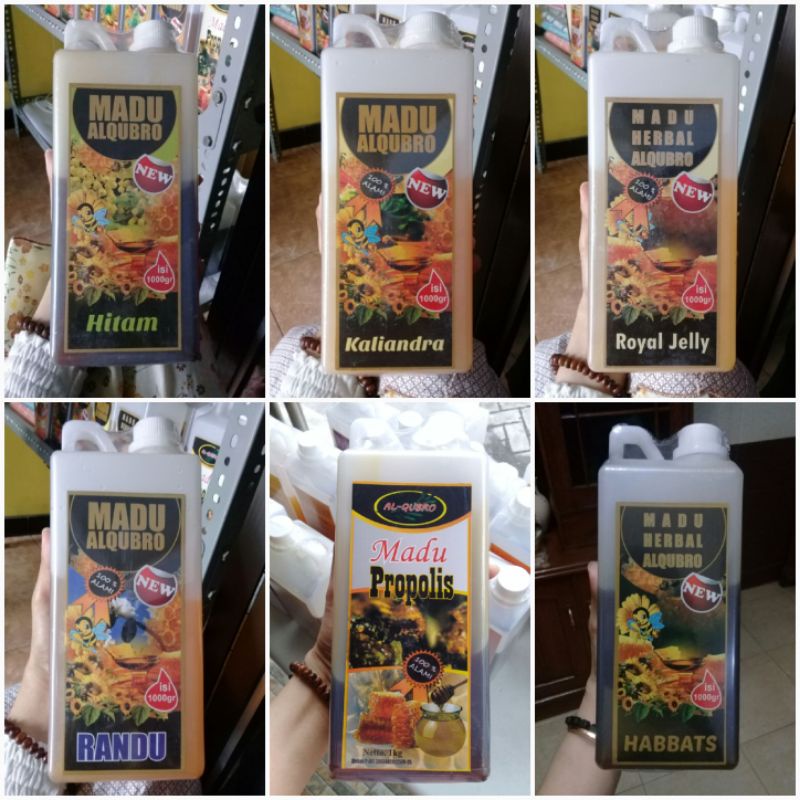 MADU
ALQUBRO
NEW
isi
1000gr
Hitam
MADU
ALQUBRO
100 %
ALAMI
NEW
isi
1000gr
Kaliandra
MADU
HERBAL
ALQUBRO
100 %
ALAMI
NEW
isi
1000gr
Royal Jelly
MADU
ALQUBRO
100 %
ALAMI
NEW
isi
1000gr
RANDU
AL-QUBRO
Madu
Propolis
100 %
ALAMI
Netto: 1kg
MADU
HERBAL
ALQUBRO
NEW
isi
1000gr
HABBATS